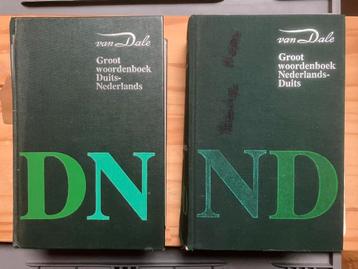 van Dale
Groot
woordenboek
Duits-
Nederlands
DN
van Dale
Groot
woordenboek
Nederlands-
Duits
ND